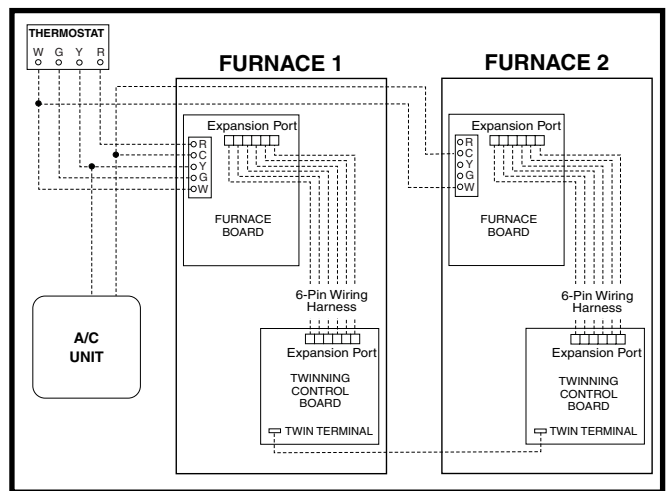 THERMOSTAT
W G Y R
FURNACE 1
FURNACE 2
Expansion Port
R
C
Y
G
W
FURNACE
BOARD
6-Pin Wiring
Harness
Expansion Port
TWINNING
CONTROL
BOARD
TWIN TERMINAL
Expansion Port
R
C
Y
G
W
FURNACE
BOARD
6-Pin Wiring
Harness
Expansion Port
TWINNING
CONTROL
BOARD
TWIN TERMINAL
A/C
UNIT